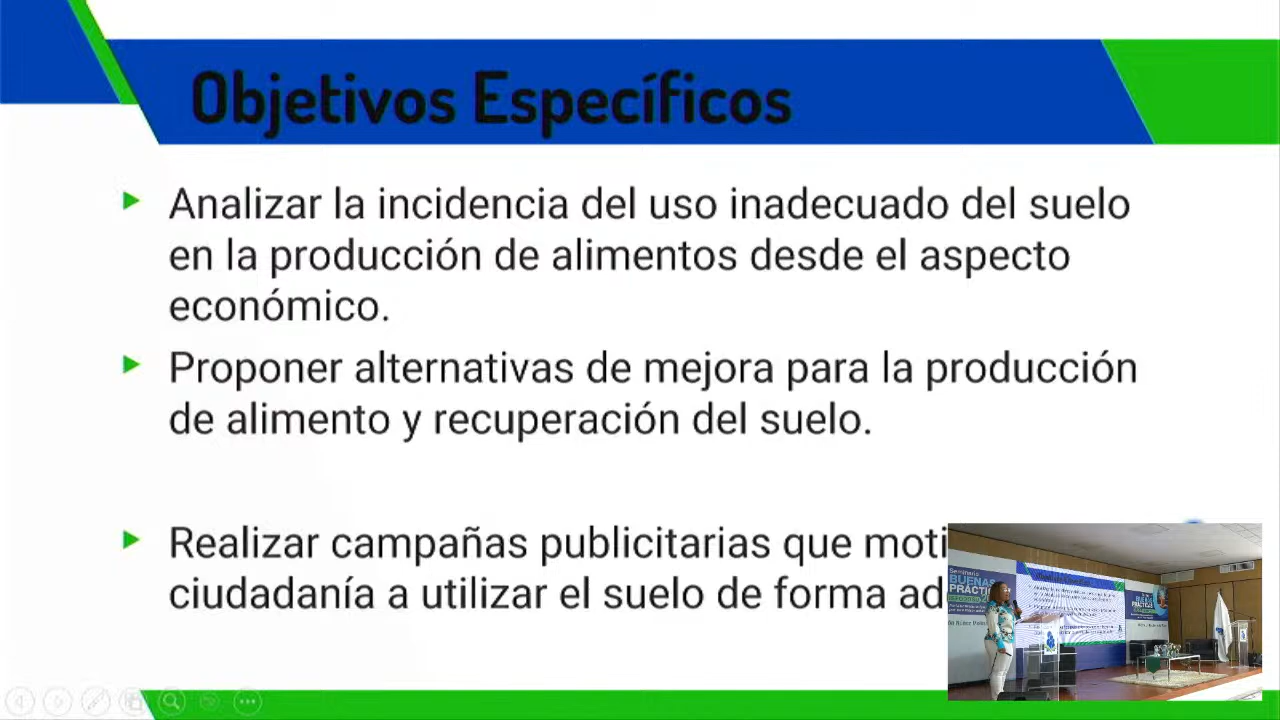 Objetivos Específicos
Analizar la incidencia del uso inadecuado del suelo
en la producción de alimentos desde el aspecto
económico.
Proponer alternativas de mejora para la producción
de alimento y recuperación del suelo.
Realizar campañas publicitarias que moti
ciudadanía a utilizar el suelo de forma ad
Seminario
BUENAS